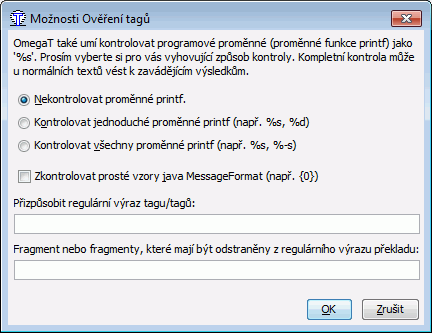 Možnosti Ověření tagů
OmegaT také umí kontrolovat programové proměnné (proměnné funkce printf) jako
'%s'. Prosím vyberte si pro vás vyhovující způsob kontroly. Kompletní kontrola může
u normálních textů vést k zavádějícím výsledkům.
Nekontrolovat proměnné printf.
Kontrolovat jednoduché proměnné printf (např. %s, %d)
Kontrolovat všechny proměnné printf (např. %s, %-s)
Zkontrolovat prosté vzory java MessageFormat (např. {0})
Přizpůsobit regulární výraz tagu/tagů:
Fragment nebo fragmenty, které mají být odstraněny z regulárního výrazu překladu:
OK
Zrušit